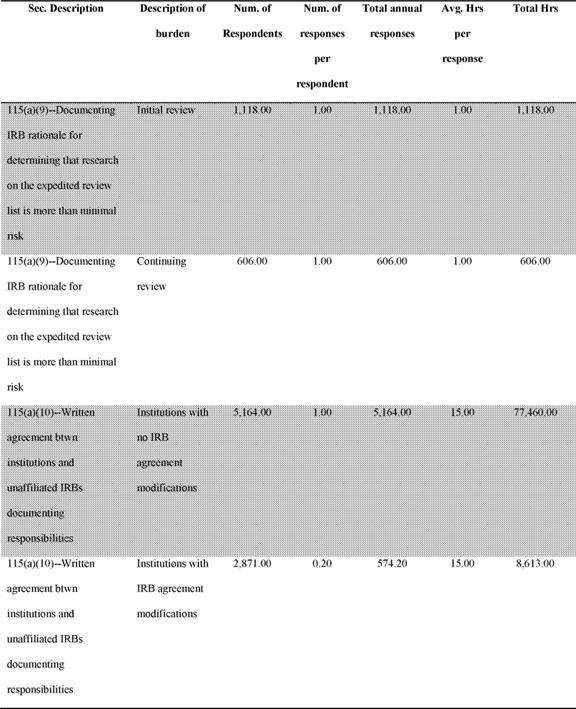 Sec. Description Description of Num. of Num. of Total annual Avg. Hrs Total Hrs
burden Respondents responses responses per
per response
respondent
115(a)(9)--Documenting Initial review 1,118.00 1.00 1,118.00 1.00 1,118.00
IRB rationale for
determining that research
on the expedited review
list is more than minimal
risk
115(a)(9)--Documenting Continuing 606.00 1.00 606.00 1.00 606.00
IRB rationale for review
determining that research
on the expedited review
list is more than minimal
risk
115(a)(10)--Written Institutions with 5,164.00 1.00 5,164.00 15.00 77,460.00
agreement btwn no IRB
institutions and agreement
unaffiliated IRBs modifications
documenting
responsibilities
115(a)(10)--Written Institutions with 2,871.00 0.20 574.20 15.00 8,613.00
agreement btwn IRB agreement
institutions and modifications
unaffiliated IRBs
documenting
responsibilities